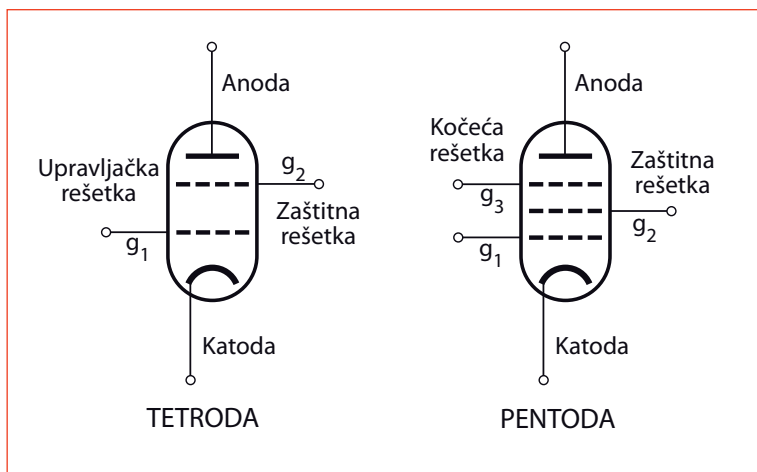 Anoda
Upravljačka
rešetka
g2
Zaštitna
rešetka
g1
Katoda
TETRODA
Anoda
Kočeća
rešetka
Zaštitna
rešetka
g3
g2
g1
Katoda
PENTODA